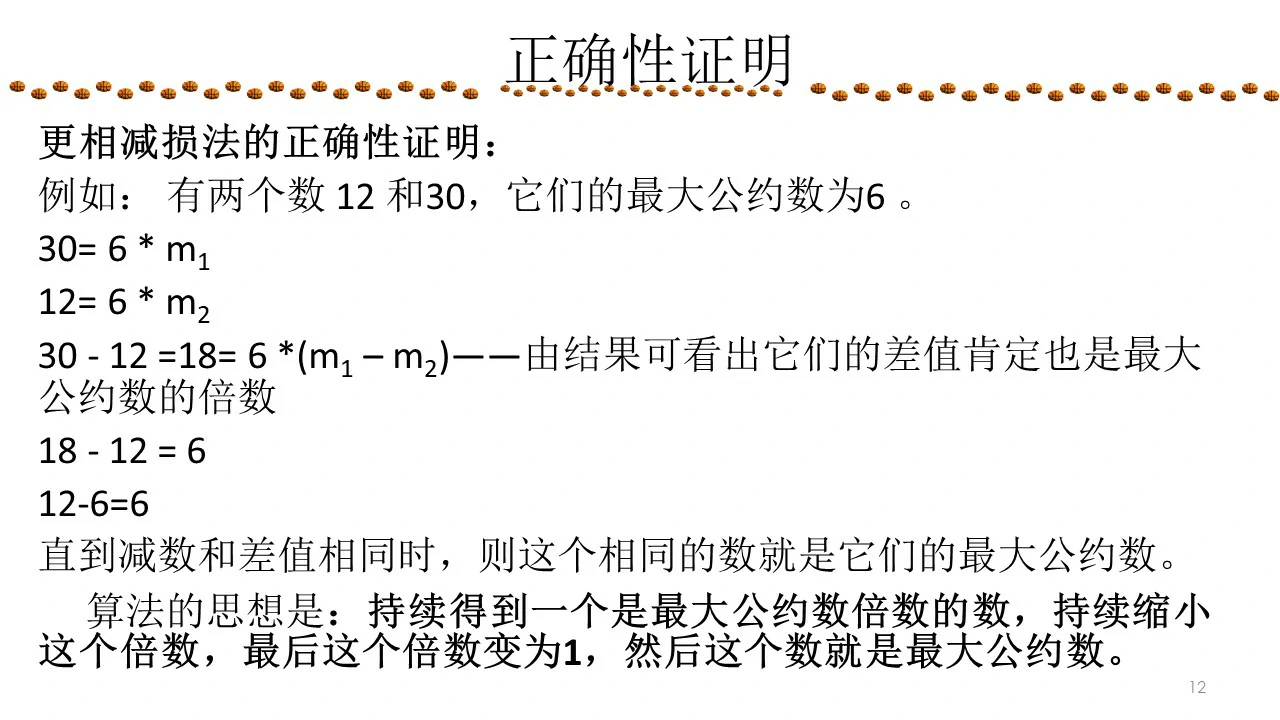 正确性证明
更相减损法的正确性证明：
例如： 有两个数 12 和30，它们的最大公约数为6 。
30= 6 * m₁
12= 6 * m₂
30 - 12 =18= 6 *(m₁ – m₂)——由结果可看出它们的差值肯定也是最大
公约数的倍数
18 - 12 = 6
12-6=6
直到减数和差值相同时，则这个相同的数就是它们的最大公约数。
算法的思想是：持续得到一个是最大公约数倍数的数，持续缩小
这个倍数，最后这个倍数变为1，然后这个数就是最大公约数。
12